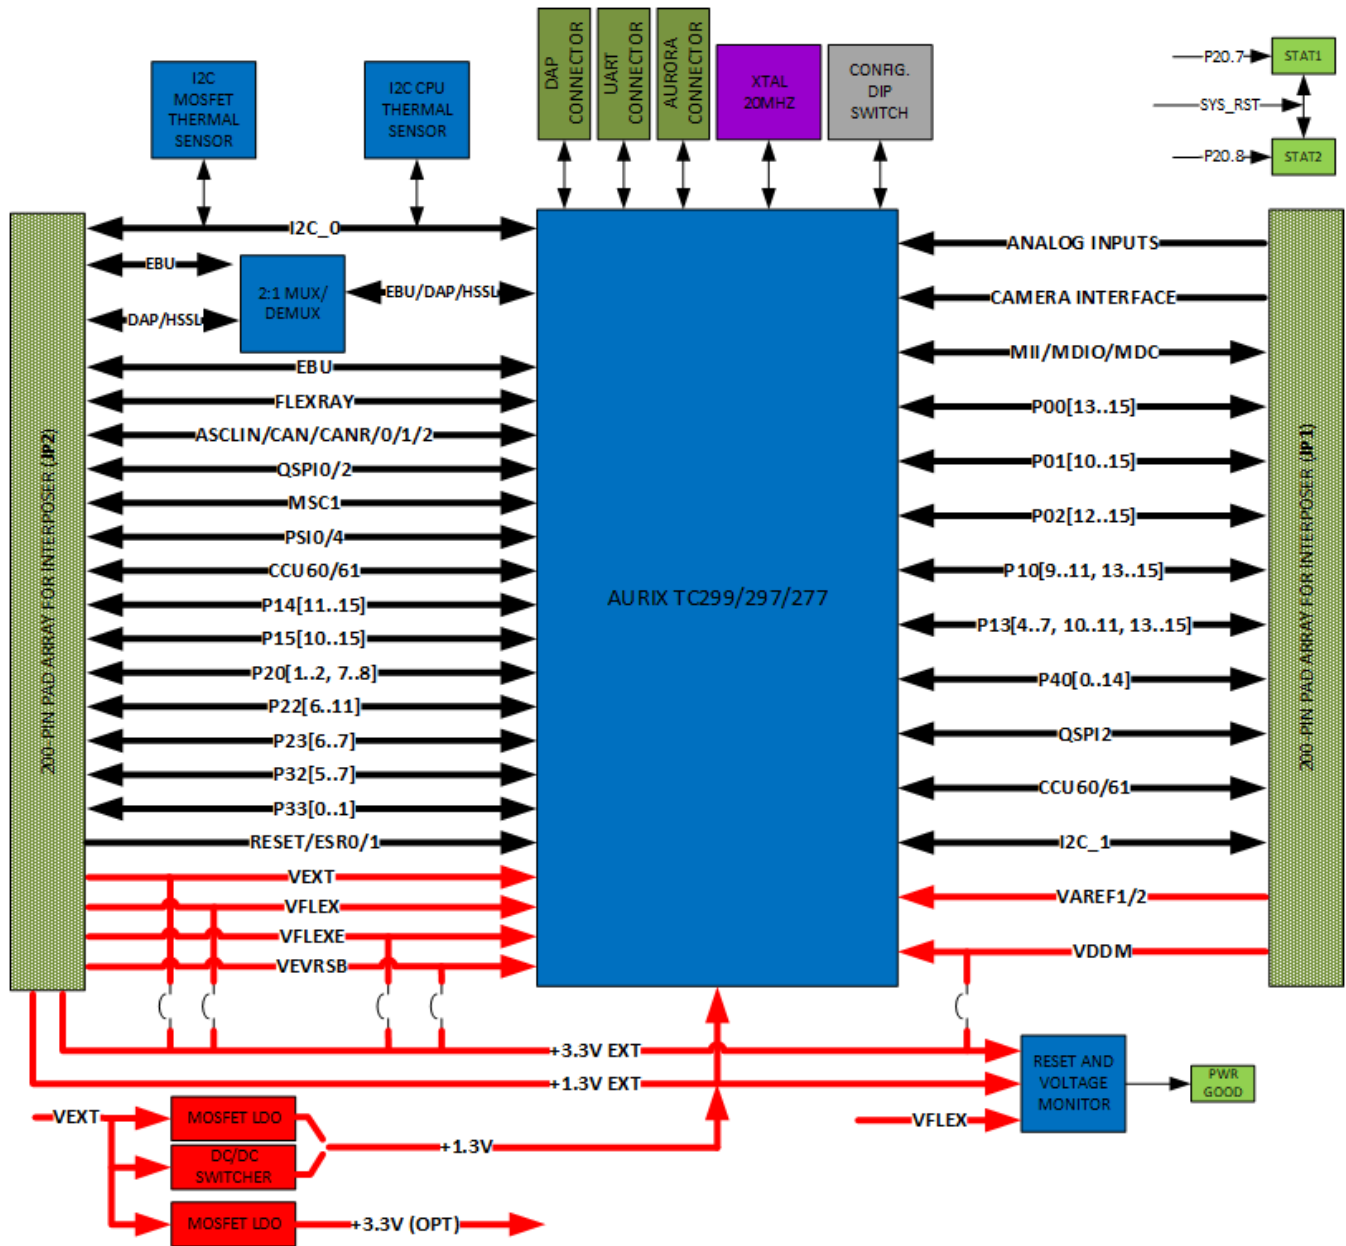 I2C
MOSFET
THERMAL
SENSOR
I2C CPU
THERMAL
SENSOR
DAP
CONNECTOR
UART
CONNECTOR
AURORA
CONNECTOR
XTAL
20MHZ
CONFIG.
DIP
SWITCH
P20.7
STAT1
SYS_RST
P20.8
STAT2
200-PIN PAD ARRAY FOR INTERPOSER (JP2)
I2C_0
EBU
2:1 MUX/
DEMUX
EBU/DAP/HSSL
DAP/HSSL
EBU
FLEXRAY
ASCLIN/CAN/CANR/0/1/2
QSPI0/2
MSC1
PSI0/4
CCU60/61
P14[11..15]
P15[10..15]
P20[1..2, 7..8]
P22[6..11]
P23[6..7]
P32[5..7]
P33[0..1]
RESET/ESR0/1
VEXT
VFLEX
VFLEXE
VEVRSB
AURIX TC299/297/277
ANALOG INPUTS
CAMERA INTERFACE
MII/MDIO/MDC
P00[13..15]
P01[10..15]
P02[12..15]
P10[9..11, 13..15]
P13[4..7, 10..11, 13..15]
P40[0..14]
QSPI2
CCU60/61
I2C_1
VAREF1/2
VDDM
200-PIN PAD ARRAY FOR INTERPOSER (JP1)
+3.3V EXT
+1.3V EXT
RESET AND
VOLTAGE
MONITOR
PWR
GOOD
VFLEX
VEXT
MOSFET LDO
DC/DC
SWITCHER
+1.3V
MOSFET LDO
+3.3V (OPT)